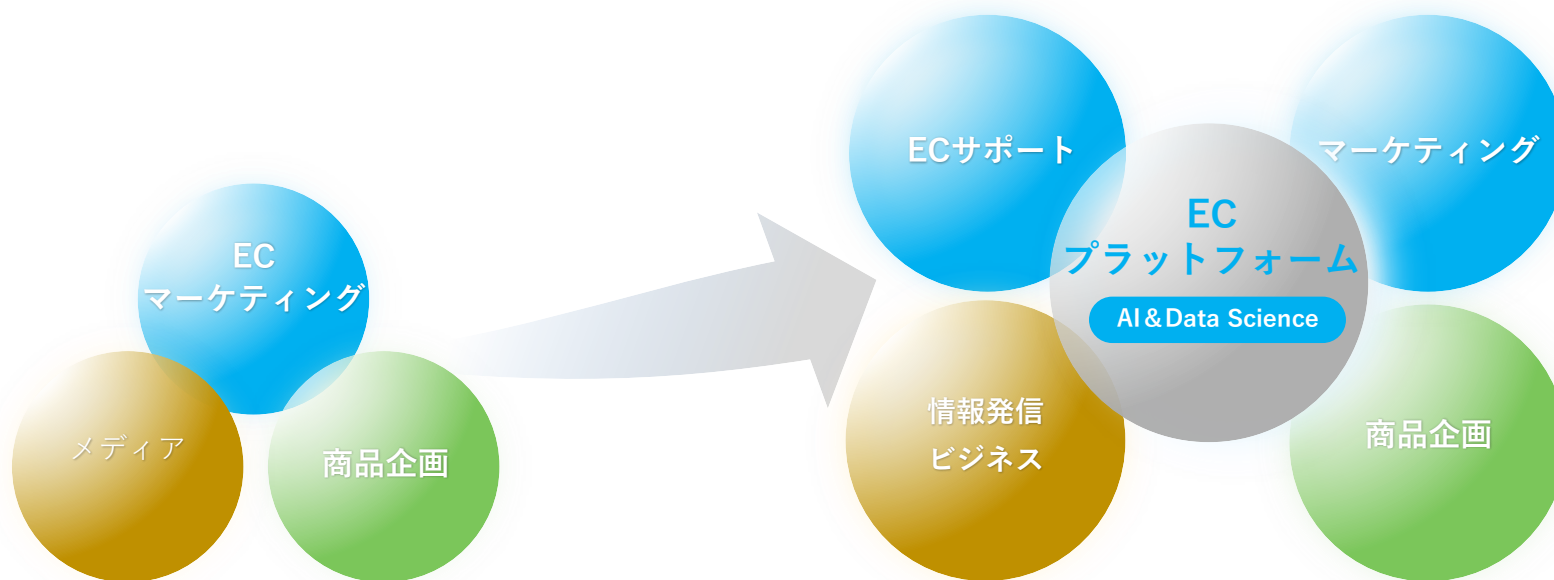 EC
マーケティング
メディア
商品企画
ECサポート
マーケティング
EC
プラットフォーム
AI&Data Science
情報発信
ビジネス
商品企画